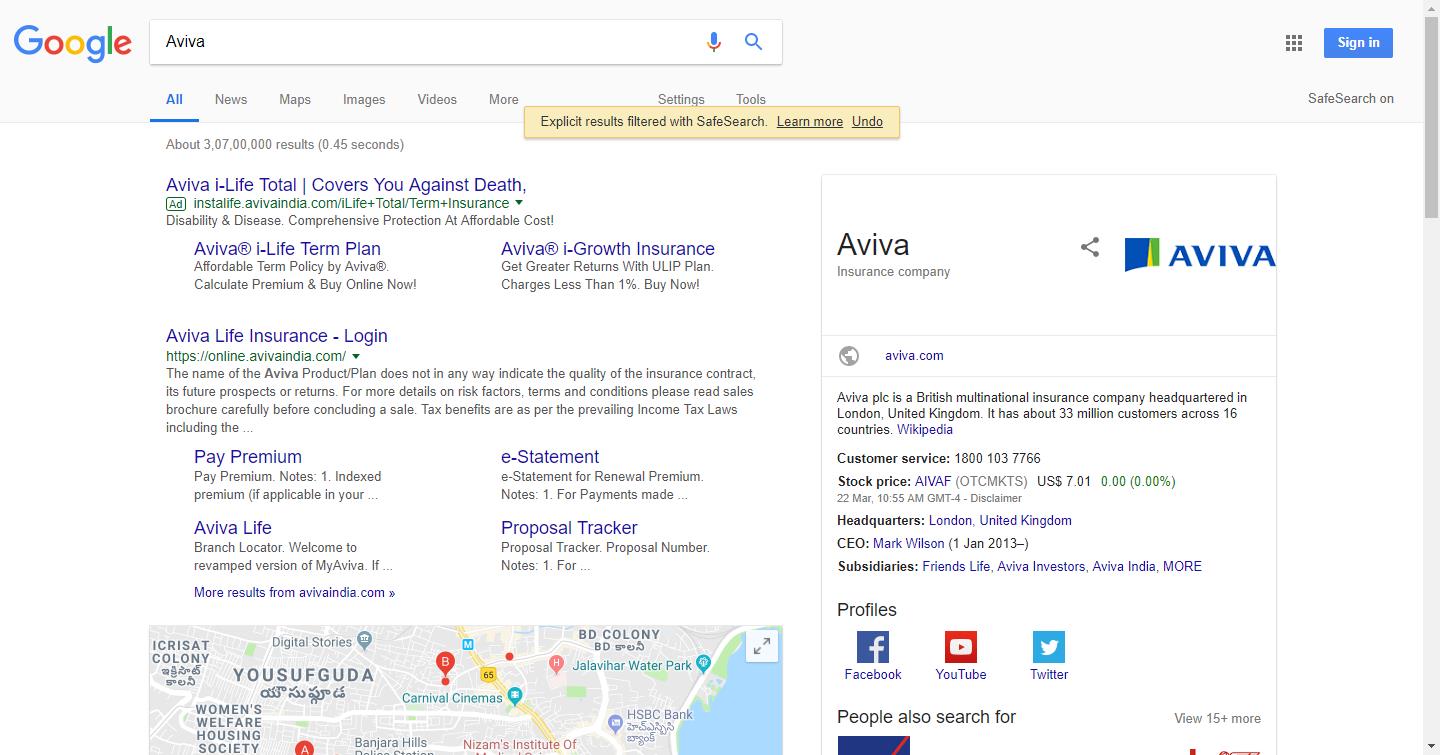 Google
Aviva
Sign in
All News Maps Images Videos More Settings Tools
SafeSearch on
Explicit results filtered with SafeSearch. Learn more Undo
About 3,07,00,000 results (0.45 seconds)
Aviva i-Life Total | Covers You Against Death,
Ad instalife.avivaindia.com/iLife+Total/Term+Insurance
Disability & Disease. Comprehensive Protection At Affordable Cost!
Aviva® i-Life Term Plan
Affordable Term Policy by Aviva®.
Calculate Premium & Buy Online Now!
Aviva® i-Growth Insurance
Get Greater Returns With ULIP Plan.
Charges Less Than 1%. Buy Now!
Aviva Life Insurance - Login
https://online.avivaindia.com/
The name of the Aviva Product/Plan does not in any way indicate the quality of the insurance contract,
its future prospects or returns. For more details on risk factors, terms and conditions please read sales
brochure carefully before concluding a sale. Tax benefits are as per the prevailing Income Tax Laws
including the ...
Pay Premium
Pay Premium. Notes: 1. Indexed
premium (if applicable in your ...
e-Statement
e-Statement for Renewal Premium.
Notes: 1. For Payments made ...
Aviva Life
Branch Locator. Welcome to
revamped version of MyAviva. If ...
Proposal Tracker
Proposal Tracker. Proposal Number.
Notes: 1. For ...
More results from avivaindia.com »
ICRISAT
COLONY
ఇక్రిసాట్
కాలనీ
Digital Stories
M
BD COLONY
BD కాలనీ
YOUSUFGUDA
యూసుఫ్గూడ
B
H
65
Jalavihar Water Park
Carnival Cinemas
WOMEN'S
WELFARE
HOUSING
SOCIETY
HSBC Bank
A
Banjara Hills
Nizam's Institute Of
Aviva
Insurance company
AVIVA
aviva.com
Aviva plc is a British multinational insurance company headquartered in
London, United Kingdom. It has about 33 million customers across 16
countries. Wikipedia
Customer service: 1800 103 7766
Stock price: AIVAF (OTCMKTS) US$ 7.01 0.00 (0.00%)
22 Mar, 10:55 AM GMT-4 - Disclaimer
Headquarters: London, United Kingdom
CEO: Mark Wilson (1 Jan 2013–)
Subsidiaries: Friends Life, Aviva Investors, Aviva India, MORE
Profiles
Facebook YouTube Twitter
People also search for View 15+ more